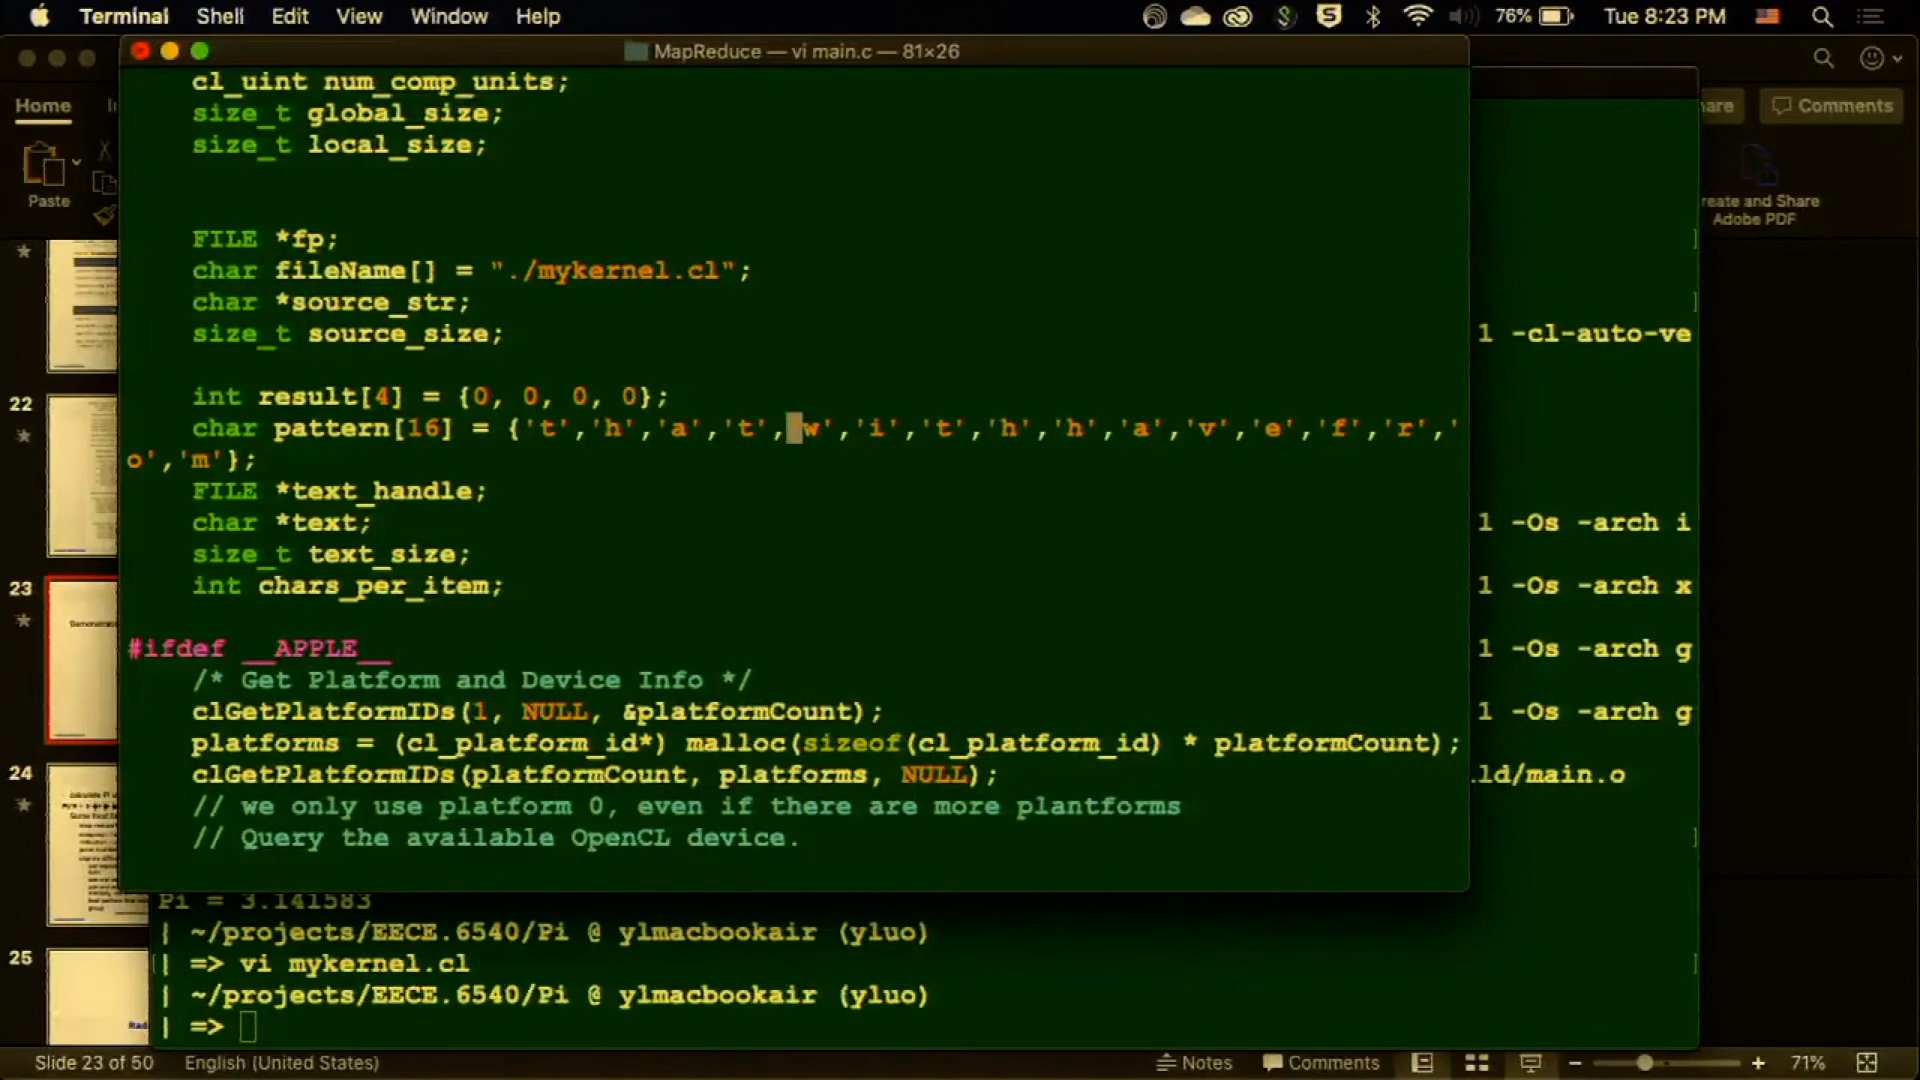 Terminal Shell Edit View Window Help 76% Tue 8:23 PM
MapReduce — vi main.c — 81×26
Home
Comments
Paste
Create and Share
Adobe PDF
cl_uint num_comp_units;
size_t global_size;
size_t local_size;
FILE *fp;
char fileName[] = "./mykernel.cl";
char *source_str;
size_t source_size;
1 -cl-auto-ve
int result[4] = {0, 0, 0, 0};
char pattern[16] = {'t','h','a','t','w','i','t','h','h','a','v','e','f','r','
o','m'};
FILE *text_handle;
char *text;
1 -Os -arch i
size_t text_size;
int chars_per_item;
1 -Os -arch x
#ifdef __APPLE__
1 -Os -arch g
/* Get Platform and Device Info */
clGetPlatformIDs(1, NULL, &platformCount);
1 -Os -arch g
platforms = (cl_platform_id*) malloc(sizeof(cl_platform_id) * platformCount);
clGetPlatformIDs(platformCount, platforms, NULL);
ld/main.o
// we only use platform 0, even if there are more plantforms
// Query the available OpenCL device.
22
23
24
25
Pi = 3.141583
| ~/projects/EECE.6540/Pi @ ylmacbookair (yluo)
| => vi mykernel.cl
| ~/projects/EECE.6540/Pi @ ylmacbookair (yluo)
| =>
Slide 23 of 50 English (United States) Notes Comments 71%